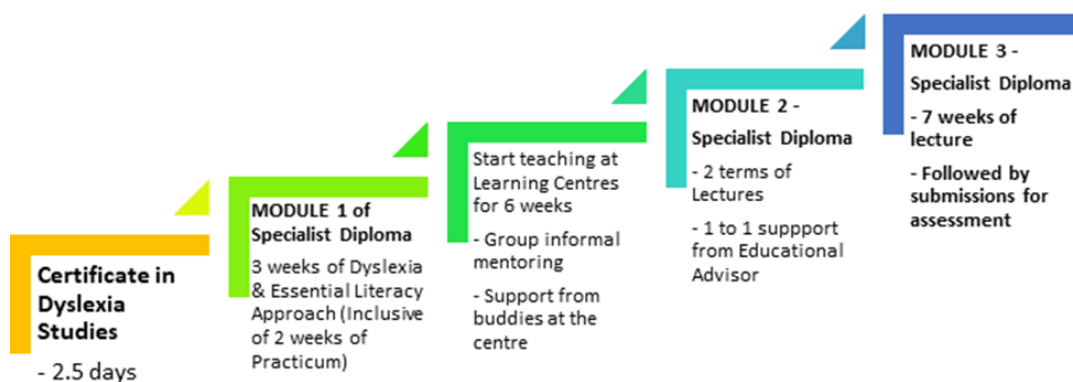 Certificate in
Dyslexia
Studies
- 2.5 days
MODULE 1 of
Specialist Diploma
3 weeks of Dyslexia
& Essential Literacy
Approach (Inclusive
of 2 weeks of
Practicum)
Start teaching at
Learning Centres
for 6 weeks
- Group informal
mentoring
- Support from
buddies at the
centre
MODULE 2 -
Specialist Diploma
- 2 terms of
Lectures
- 1 to 1 suppport
from Educational
Advisor
MODULE 3 -
Specialist Diploma
- 7 weeks of
lecture
- Followed by
submissions for
assessment